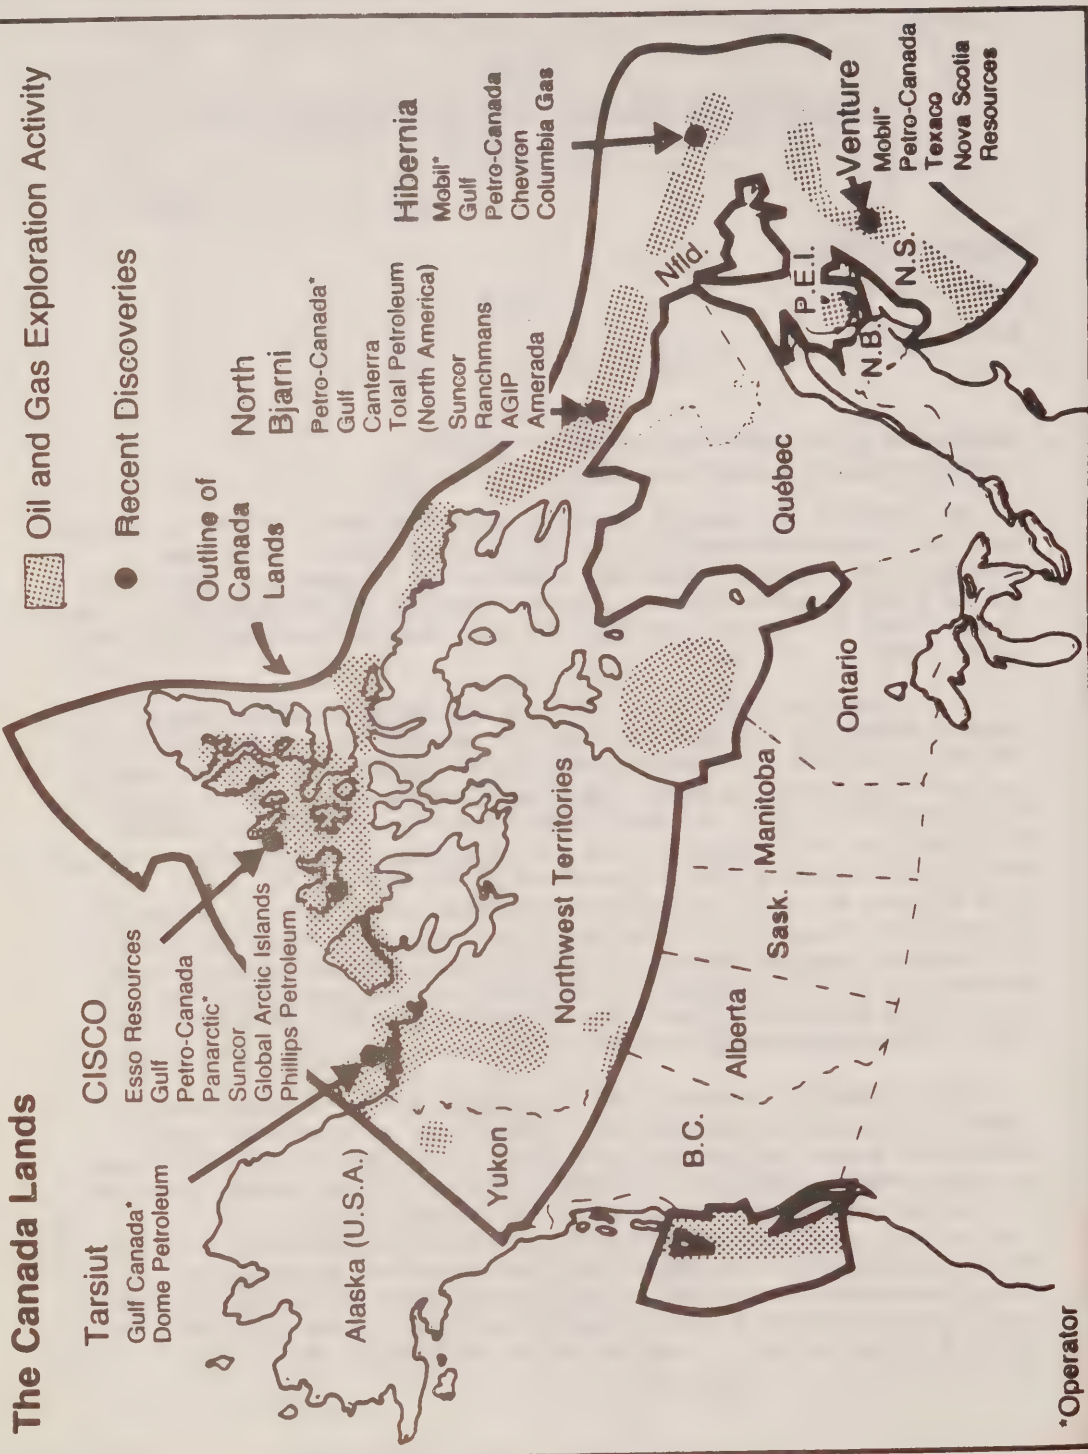 The Canada Lands
Oil and Gas Exploration Activity
Recent Discoveries
Tarsiut
Gulf Canada*
Dome Petroleum
CISCO
Esso Resources
Gulf
Petro-Canada
Panarctic*
Suncor
Global Arctic Islands
Phillips Petroleum
Outline of
Canada
Lands
North
Bjarni
Petro-Canada*
Gulf
Canterra
Total Petroleum
(North America)
Suncor
Ranchmans
AGIP
Amerada
Hibernia
Mobil*
Gulf
Petro-Canada
Chevron
Columbia Gas
Alaska (U.S.A.)
Yukon
Northwest Territories
B.C.
Alberta
Sask.
Manitoba
Ontario
Québec
Nfld.
P.E.I.
N.B.
N.S.
Venture
Mobil*
Petro-Canada
Texaco
Nova Scotia
Resources
*Operator